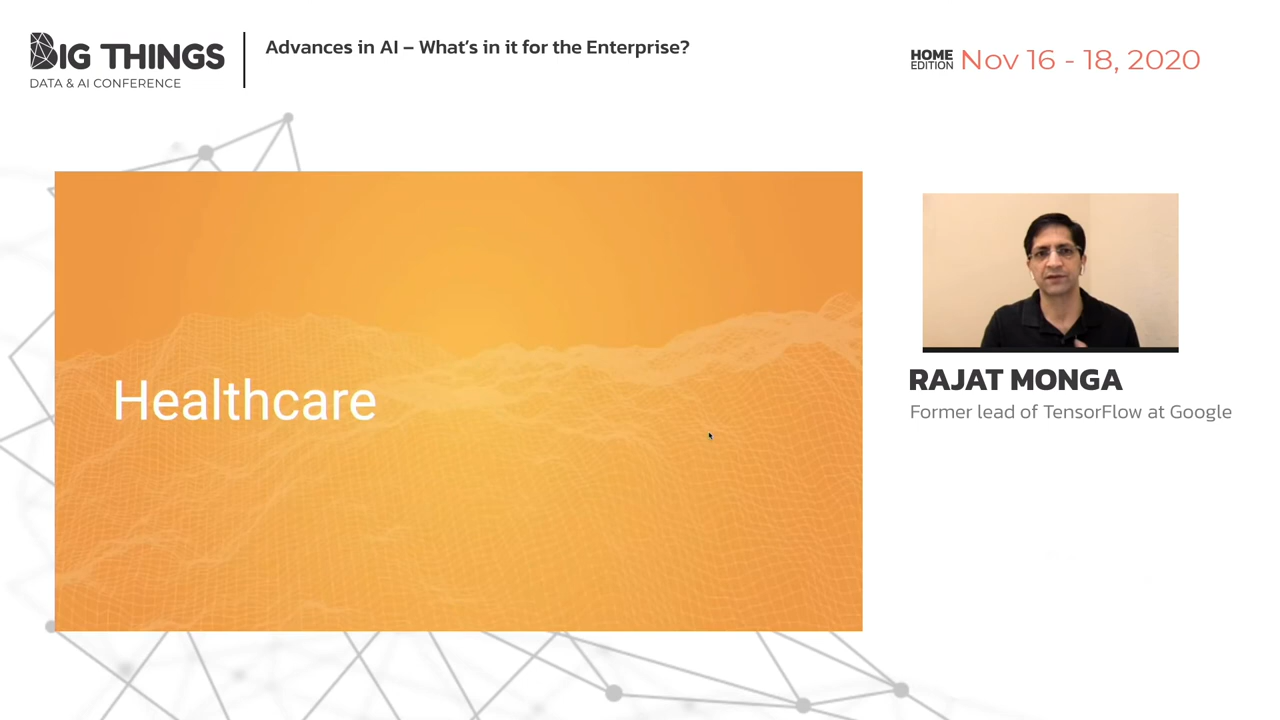 BIG THINGS
DATA & AI CONFERENCE
Advances in AI – What's in it for the Enterprise?
HOME
EDITION
Nov 16 - 18, 2020
Healthcare
RAJAT MONGA
Former lead of TensorFlow at Google